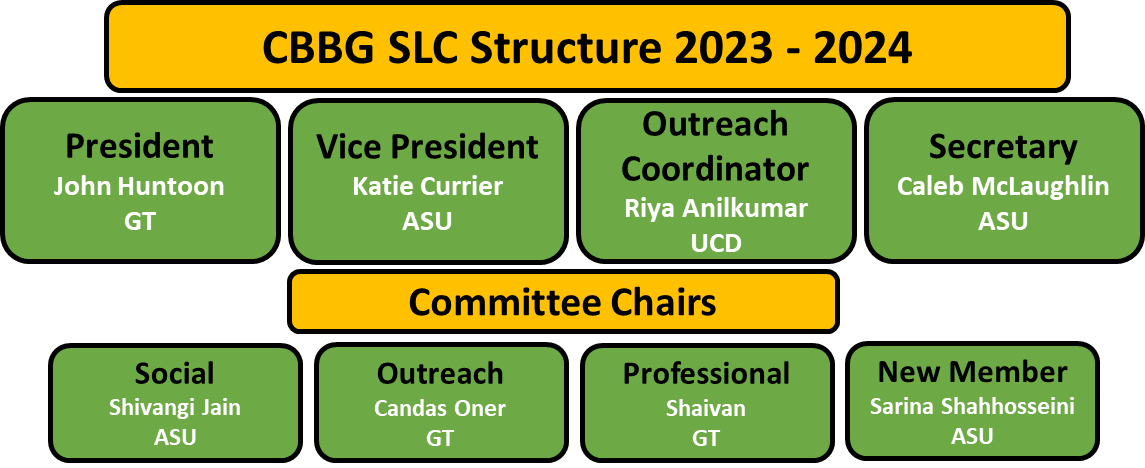 CBBG SLC Structure 2023 - 2024
President
John Huntoon
GT
Vice President
Katie Currier
ASU
Outreach
Coordinator
Riya Anilkumar
UCD
Secretary
Caleb McLaughlin
ASU
Committee Chairs
Social
Shivangi Jain
ASU
Outreach
Candas Oner
GT
Professional
Shaivan
GT
New Member
Sarina Shahhosseini
ASU